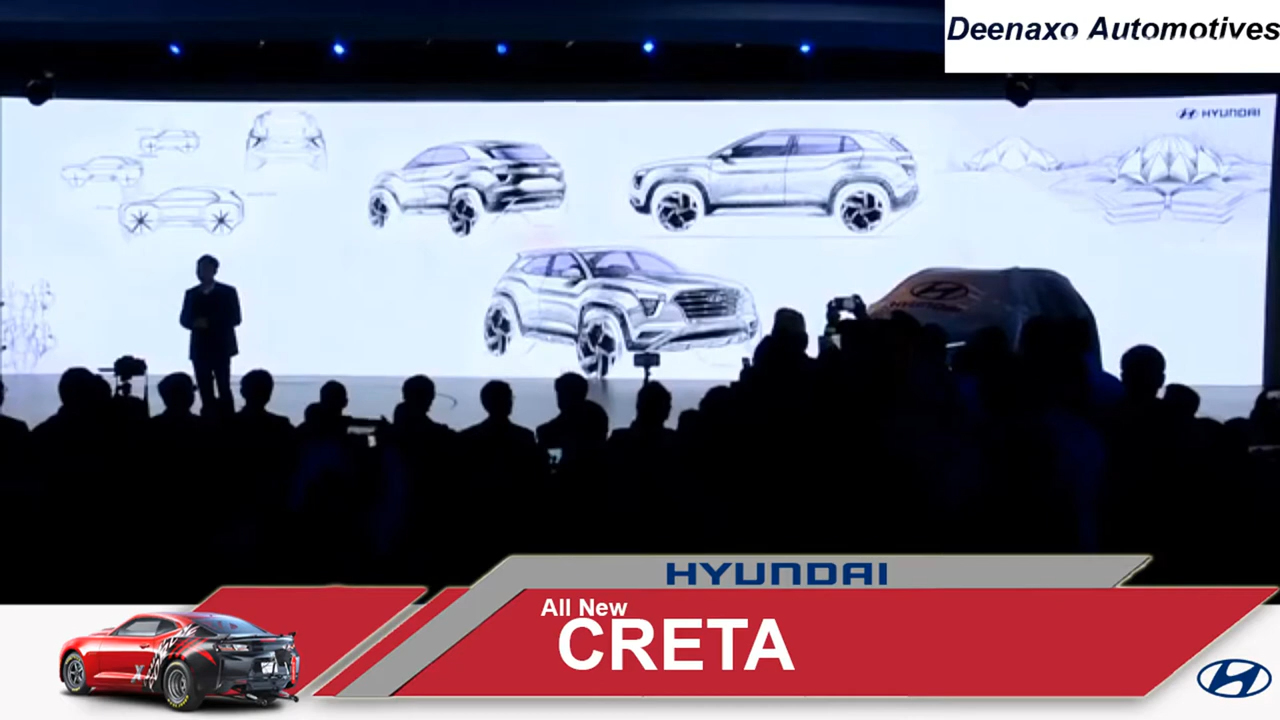 Deenaxo Automotives
HYUNDAI
HYUNDAI
All New
CRETA